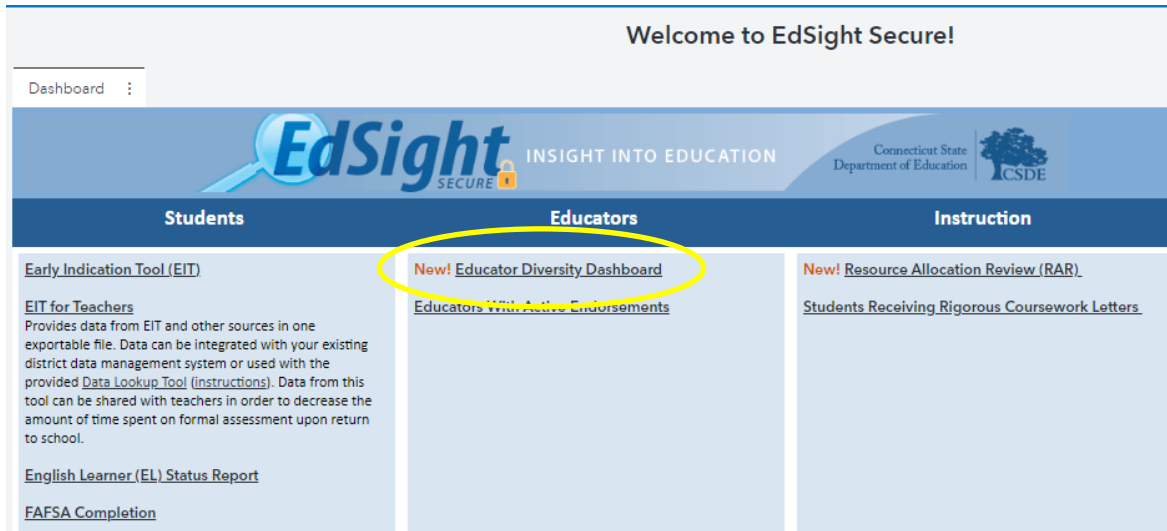 Welcome to EdSight Secure!
Dashboard
EdSight
SECURE
INSIGHT INTO EDUCATION
Connecticut State
Department of Education
CSDE
Students
Early Indication Tool (EIT)
EIT for Teachers
Provides data from EIT and other sources in one
exportable file. Data can be integrated with your existing
district data management system or used with the
provided Data Lookup Tool (instructions). Data from this
tool can be shared with teachers in order to decrease the
amount of time spent on formal assessment upon return
to school.
English Learner (EL) Status Report
FAFSA Completion
Educators
New! Educator Diversity Dashboard
Educators With Active Endorsements
Instruction
New! Resource Allocation Review (RAR)
Students Receiving Rigorous Coursework Letters